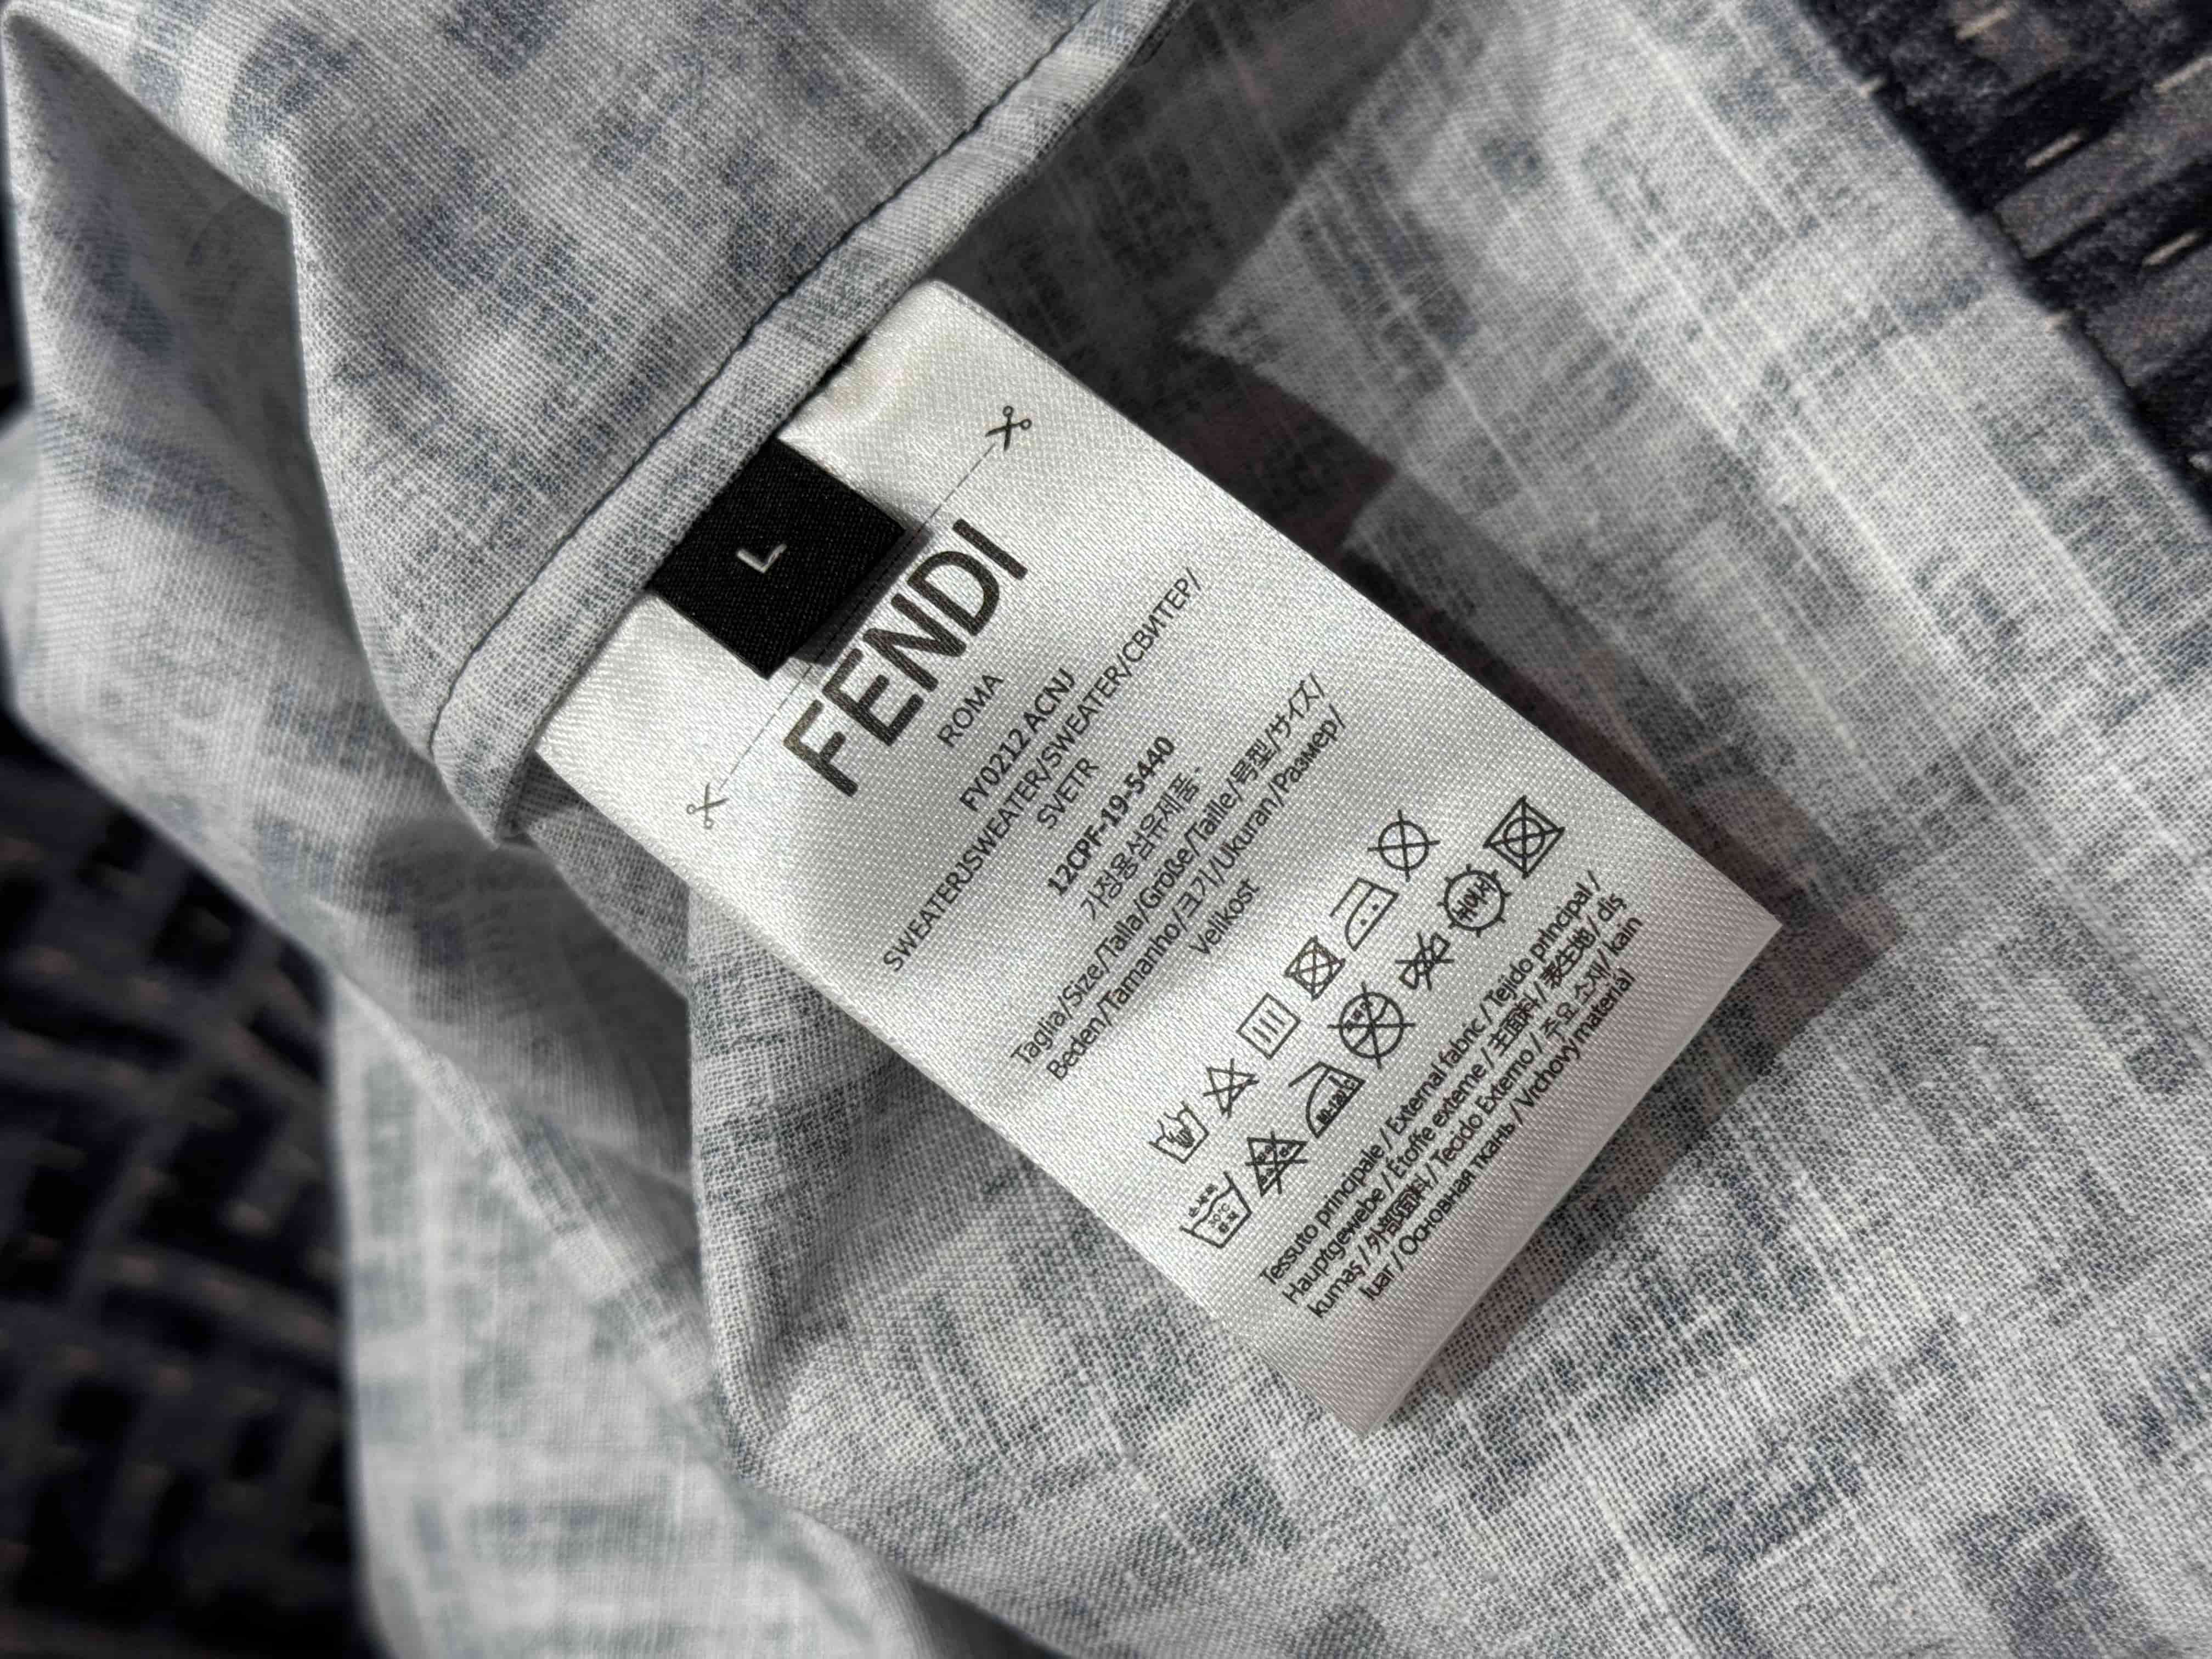 L
FENDI
ROMA
FY0212 ACNJ
SWEATERJSWEATER/SWEATER/СВИТЕР/
SVETR
12CPF-19-5440
가정용섬유제품
Taglia/Size/Talla/Größe/Taille/号型/サイズ/
Beden/Tamanho/크기/Ukuran/Размер/
Velikost
Tessuto principale / External fabric / Tejido principal /
Hauptgewebe / Étoffe externe / 主面料 / 表生地 / dış
kumaş / 外部面料 / Tecido Externo / 주요소재 / kain
luar / Основная ткань / Vrchový material